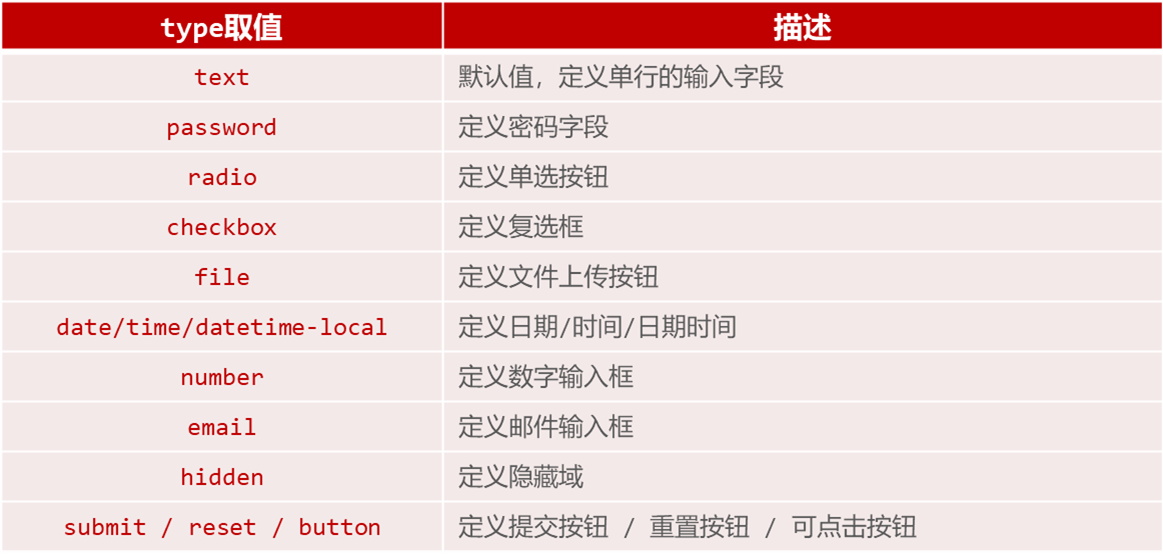 type取值 描述
text 默认值，定义单行的输入字段
password 定义密码字段
radio 定义单选按钮
checkbox 定义复选框
file 定义文件上传按钮
date/time/datetime-local 定义日期/时间/日期时间
number 定义数字输入框
email 定义邮件输入框
hidden 定义隐藏域
submit / reset / button 定义提交按钮 / 重置按钮 / 可点击按钮